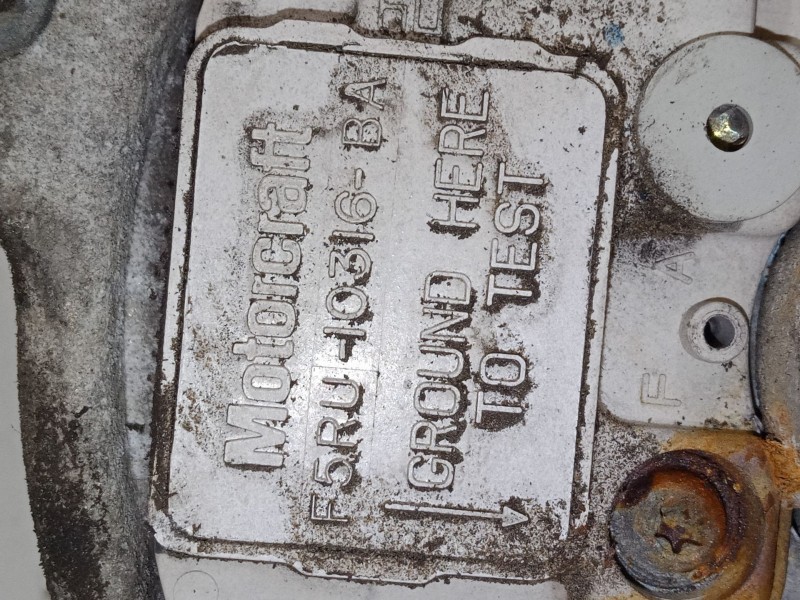 Motorcraft
F5RU-10316-BA
GROUND HERE
TO TEST
A
F